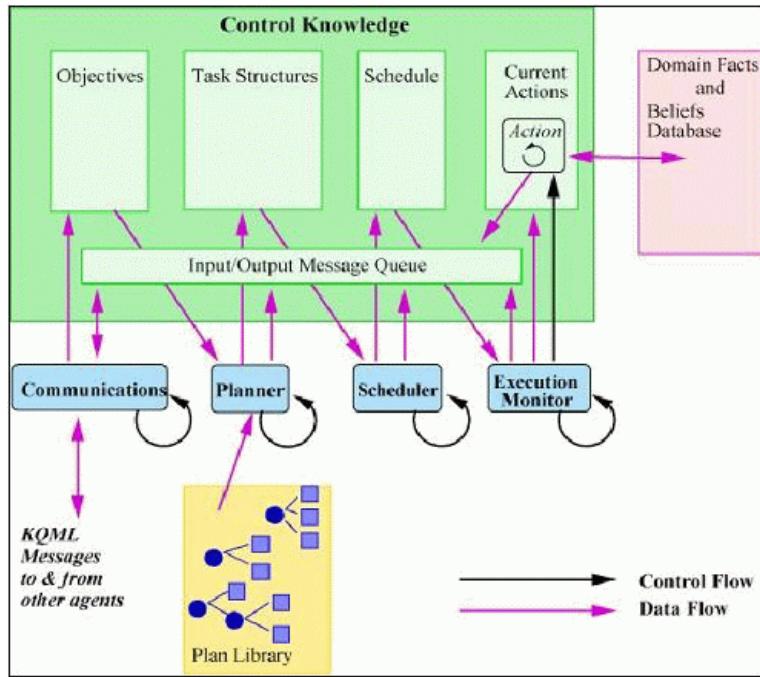 Control Knowledge
Objectives
Task Structures
Schedule
Current
Actions
Action
Domain Facts
and
Beliefs
Database
Input/Output Message Queue
Communications
Planner
Scheduler
Execution
Monitor
KQML
Messages
to & from
other agents
Plan Library
Control Flow
Data Flow